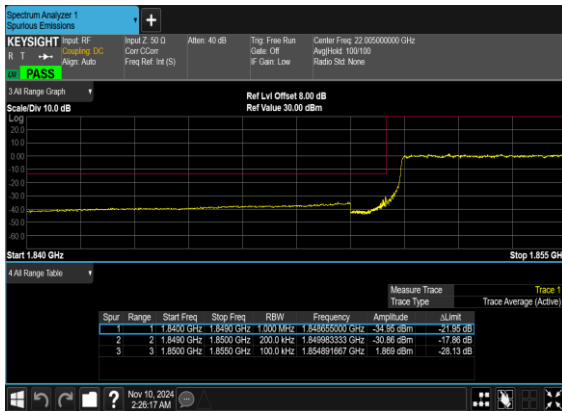 Spectrum Analyzer 1
Spurious Emissions
+
KEYSIGHT Input: RF Input Z: 50 Ω Atten: 40 dB Trig: Free Run Center Freq: 22.005000000 GHz
R T Coupling: DC Corr CCorr Gate: Off Avg|Hold: 100/100
Align: Auto Freq Ref: Int (S) IF Gain: Low Radio Std: None
PASS
3 All Range Graph
Ref Lvl Offset 8.00 dB
Scale/Div 10.0 dB Ref Value 30.00 dBm
Log
20.0
10.0
0.00
-10.0
-20.0
-30.0
-40.0
-50.0
-60.0
Start 1.840 GHz Stop 1.855 GH
4 All Range Table
Measure Trace Trace 1
Trace Type Trace Average (Active)
Spur Range Start Freq Stop Freq RBW Frequency Amplitude ΔLimit
1 1 1.8400 GHz 1.8490 GHz 1.000 MHz 1.848655000 GHz -34.95 dBm -21.95 dB
2 2 1.8490 GHz 1.8500 GHz 200.0 kHz 1.849983333 GHz -30.86 dBm -17.86 dB
3 3 1.8500 GHz 1.8550 GHz 100.0 kHz 1.854891667 GHz 1.869 dBm -28.13 dB
? Nov 10, 2024
2:26:17 AM